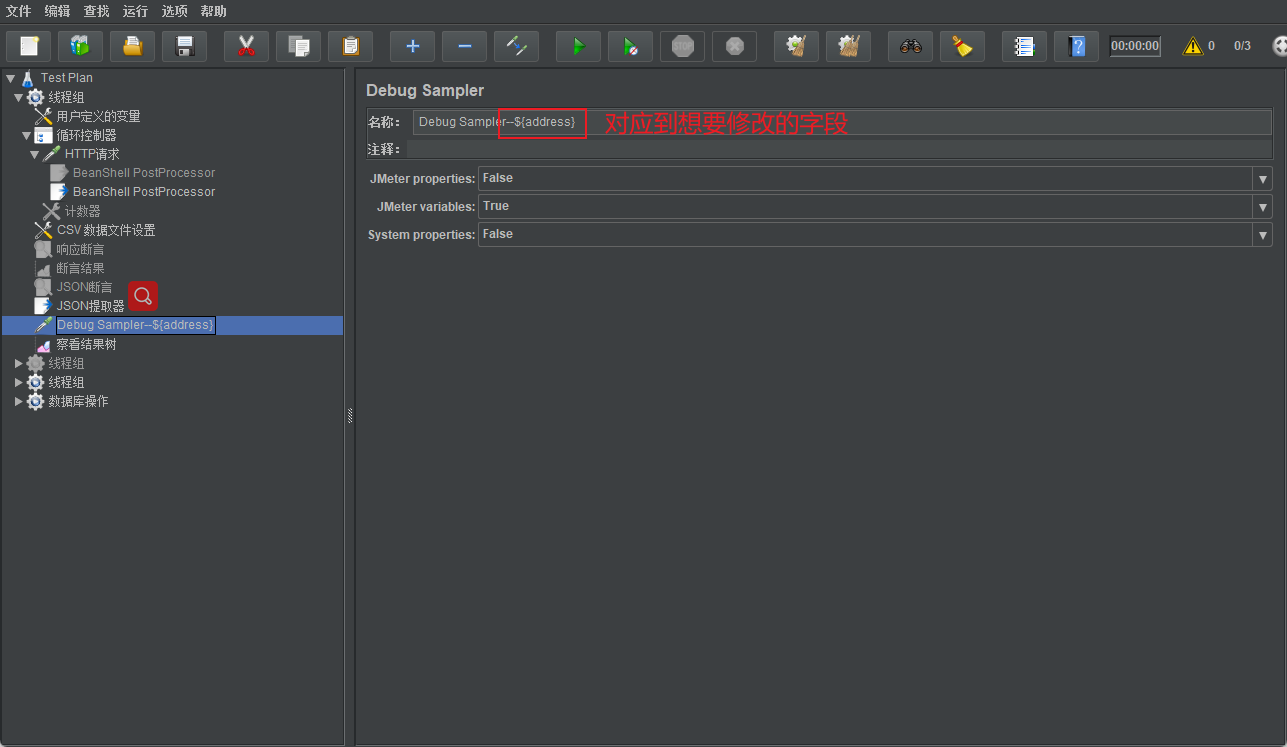 文件 编辑 查找 运行 选项 帮助
STOP 00:00:00 0 0/3
Test Plan
线程组
用户定义的变量
循环控制器
HTTP请求
BeanShell PostProcessor
BeanShell PostProcessor
计数器
CSV 数据文件设置
响应断言
断言结果
JSON断言
JSON提取器
Debug Sampler--${address}
察看结果树
线程组
线程组
数据库操作
Debug Sampler
名称: Debug Sampler--${address} 对应到想要修改的字段
注释:
JMeter properties: False
JMeter variables: True
System properties: False